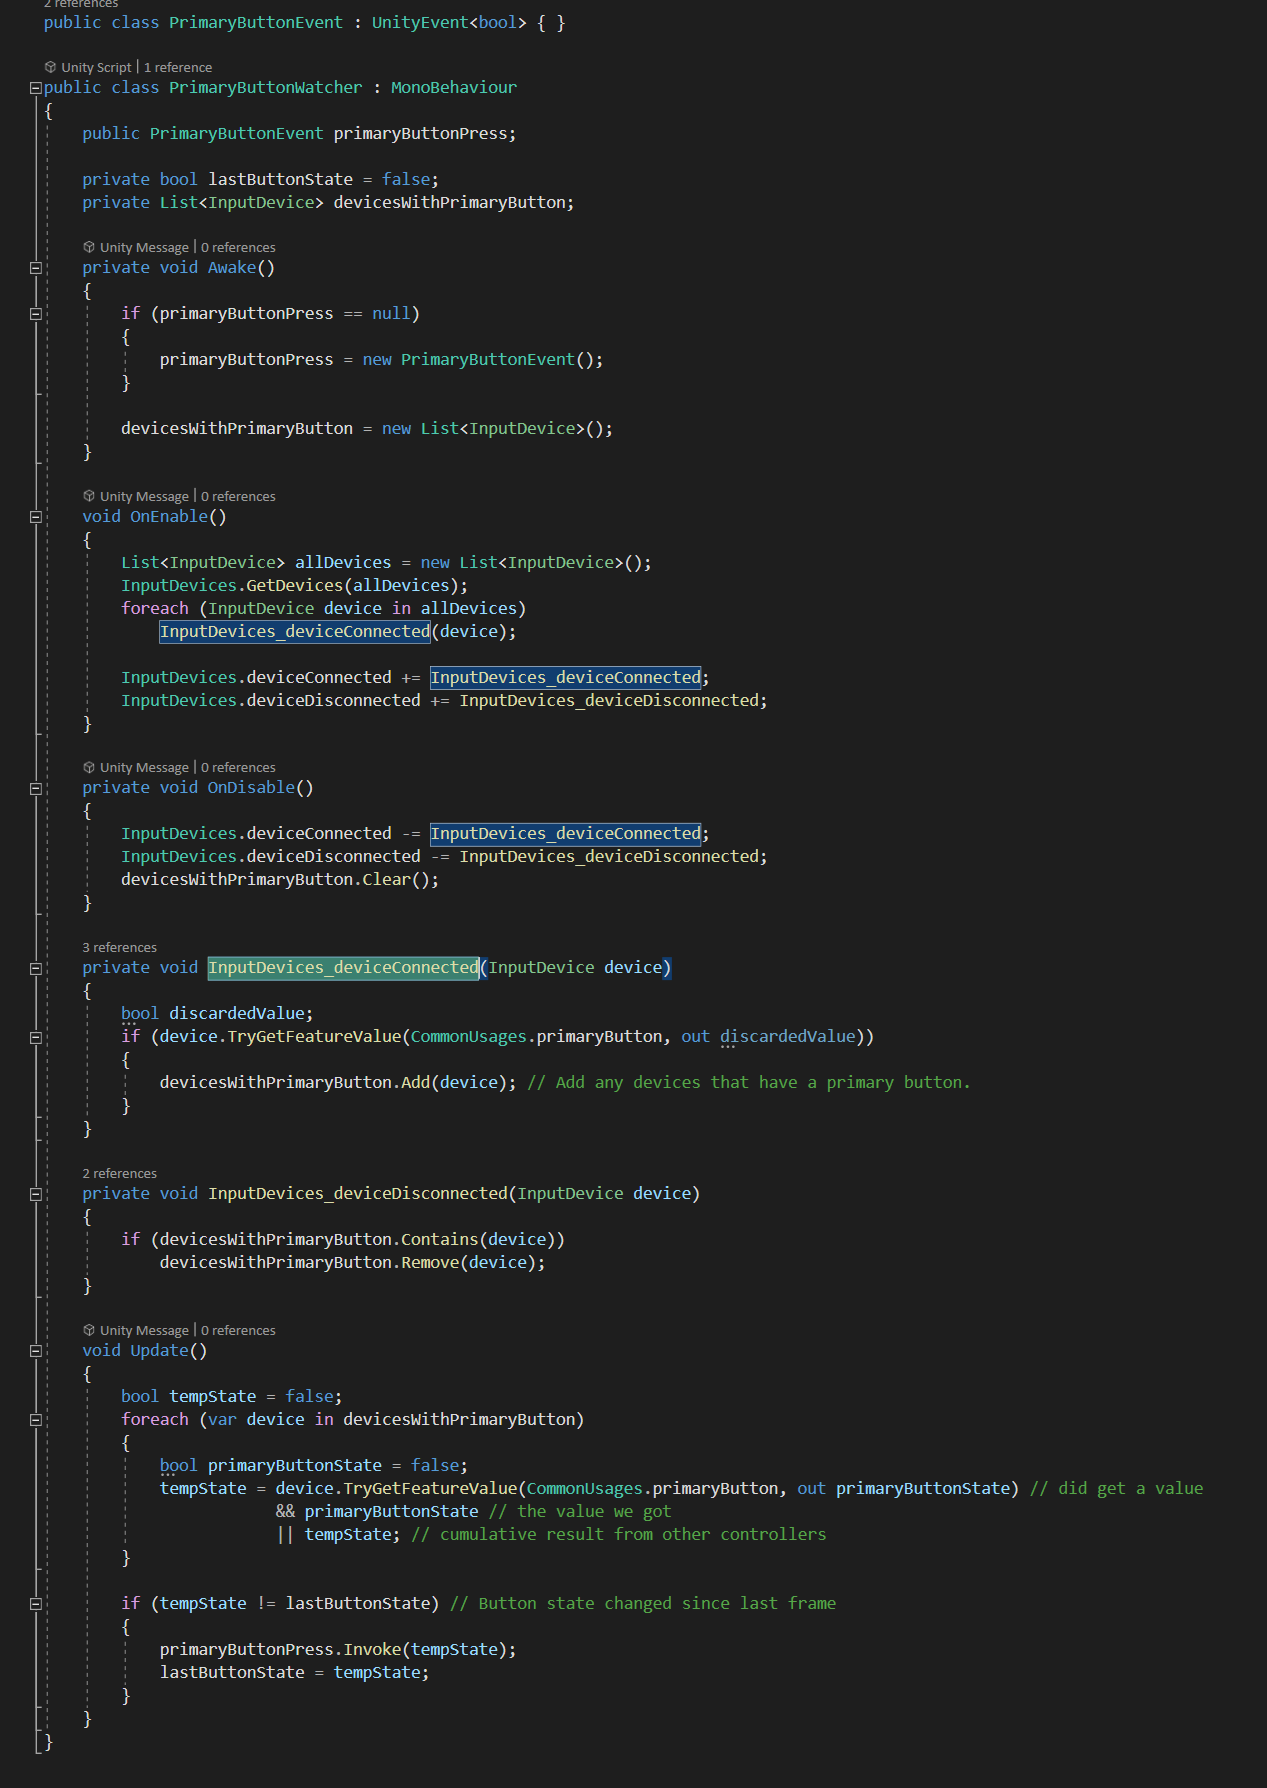 2 references
public class PrimaryButtonEvent : UnityEvent<bool> { }
Unity Script | 1 reference
public class PrimaryButtonWatcher : MonoBehaviour
{
public PrimaryButtonEvent primaryButtonPress;
private bool lastButtonState = false;
private List<InputDevice> devicesWithPrimaryButton;
Unity Message | 0 references
private void Awake()
{
if (primaryButtonPress == null)
{
primaryButtonPress = new PrimaryButtonEvent();
}
devicesWithPrimaryButton = new List<InputDevice>();
}
Unity Message | 0 references
void OnEnable()
{
List<InputDevice> allDevices = new List<InputDevice>();
InputDevices.GetDevices(allDevices);
foreach (InputDevice device in allDevices)
InputDevices_deviceConnected(device);
InputDevices.deviceConnected += InputDevices_deviceConnected;
InputDevices.deviceDisconnected += InputDevices_deviceDisconnected;
}
Unity Message | 0 references
private void OnDisable()
{
InputDevices.deviceConnected -= InputDevices_deviceConnected;
InputDevices.deviceDisconnected -= InputDevices_deviceDisconnected;
devicesWithPrimaryButton.Clear();
}
3 references
private void InputDevices_deviceConnected(InputDevice device)
{
bool discardedValue;
if (device.TryGetFeatureValue(CommonUsages.primaryButton, out discardedValue))
{
devicesWithPrimaryButton.Add(device); // Add any devices that have a primary button.
}
}
2 references
private void InputDevices_deviceDisconnected(InputDevice device)
{
if (devicesWithPrimaryButton.Contains(device))
devicesWithPrimaryButton.Remove(device);
}
Unity Message | 0 references
void Update()
{
bool tempState = false;
foreach (var device in devicesWithPrimaryButton)
{
bool primaryButtonState = false;
tempState = device.TryGetFeatureValue(CommonUsages.primaryButton, out primaryButtonState) // did get a value
&& primaryButtonState // the value we got
|| tempState; // cumulative result from other controllers
}
if (tempState != lastButtonState) // Button state changed since last frame
{
primaryButtonPress.Invoke(tempState);
lastButtonState = tempState;
}
}
}